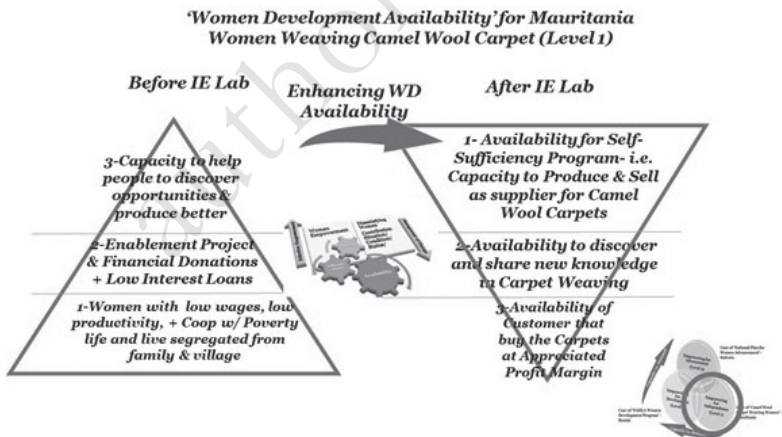 'Women Development Availability' for Mauritania
Women Weaving Camel Wool Carpet (Level 1)
Before IE Lab
Enhancing WD
Availability
After IE Lab
3-Capacity to help
people to discover
opportunities &
produce better
2-Enablement Project
& Financial Donations
+ Low Interest Loans
1-Women with low wages, low
productivity, + Coop w/ Poverty
life and live segregated from
family & village
Women
Empowerment
Availability
1- Availability for Self-
Sufficiency Program- i.e.
Capacity to Produce & Sell
as supplier for Camel
Wool Carpets
2-Availability to discover
and share new knowledge
in Carpet Weaving
3-Availability of
Customer that
buy the Carpets
at Appreciated
Profit Margin
author